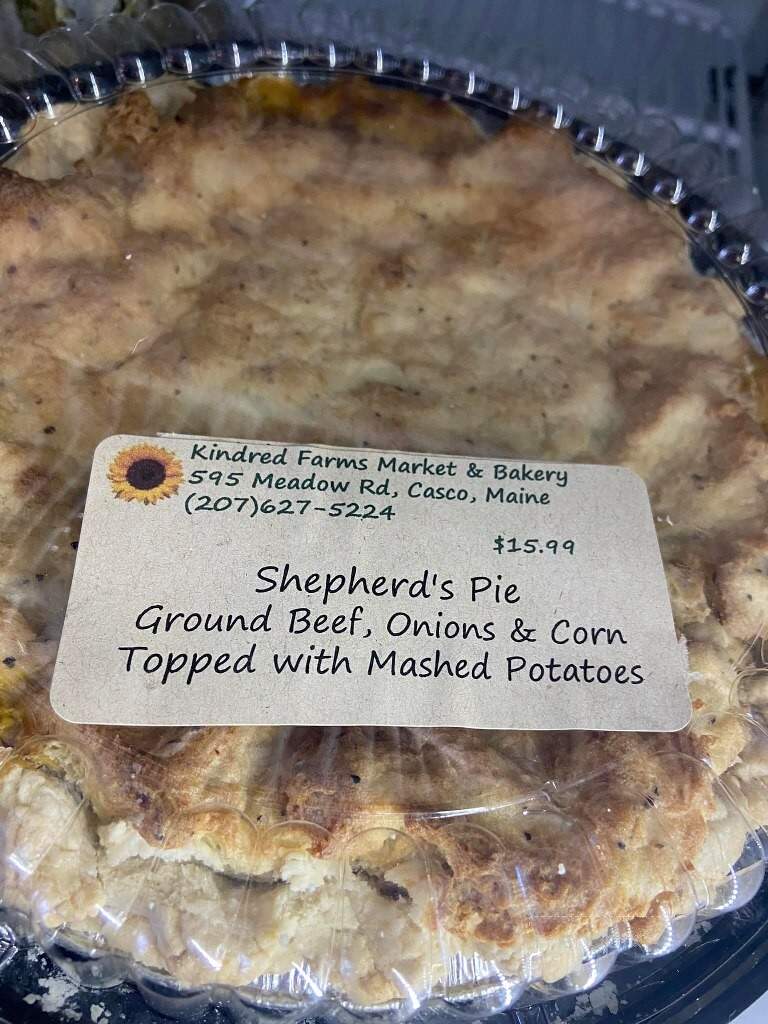 Kindred Farms Market & Bakery
595 Meadow Rd, Casco, Maine
(207)627-5224
$15.99
Shepherd's Pie
Ground Beef, Onions & Corn
Topped with Mashed Potatoes